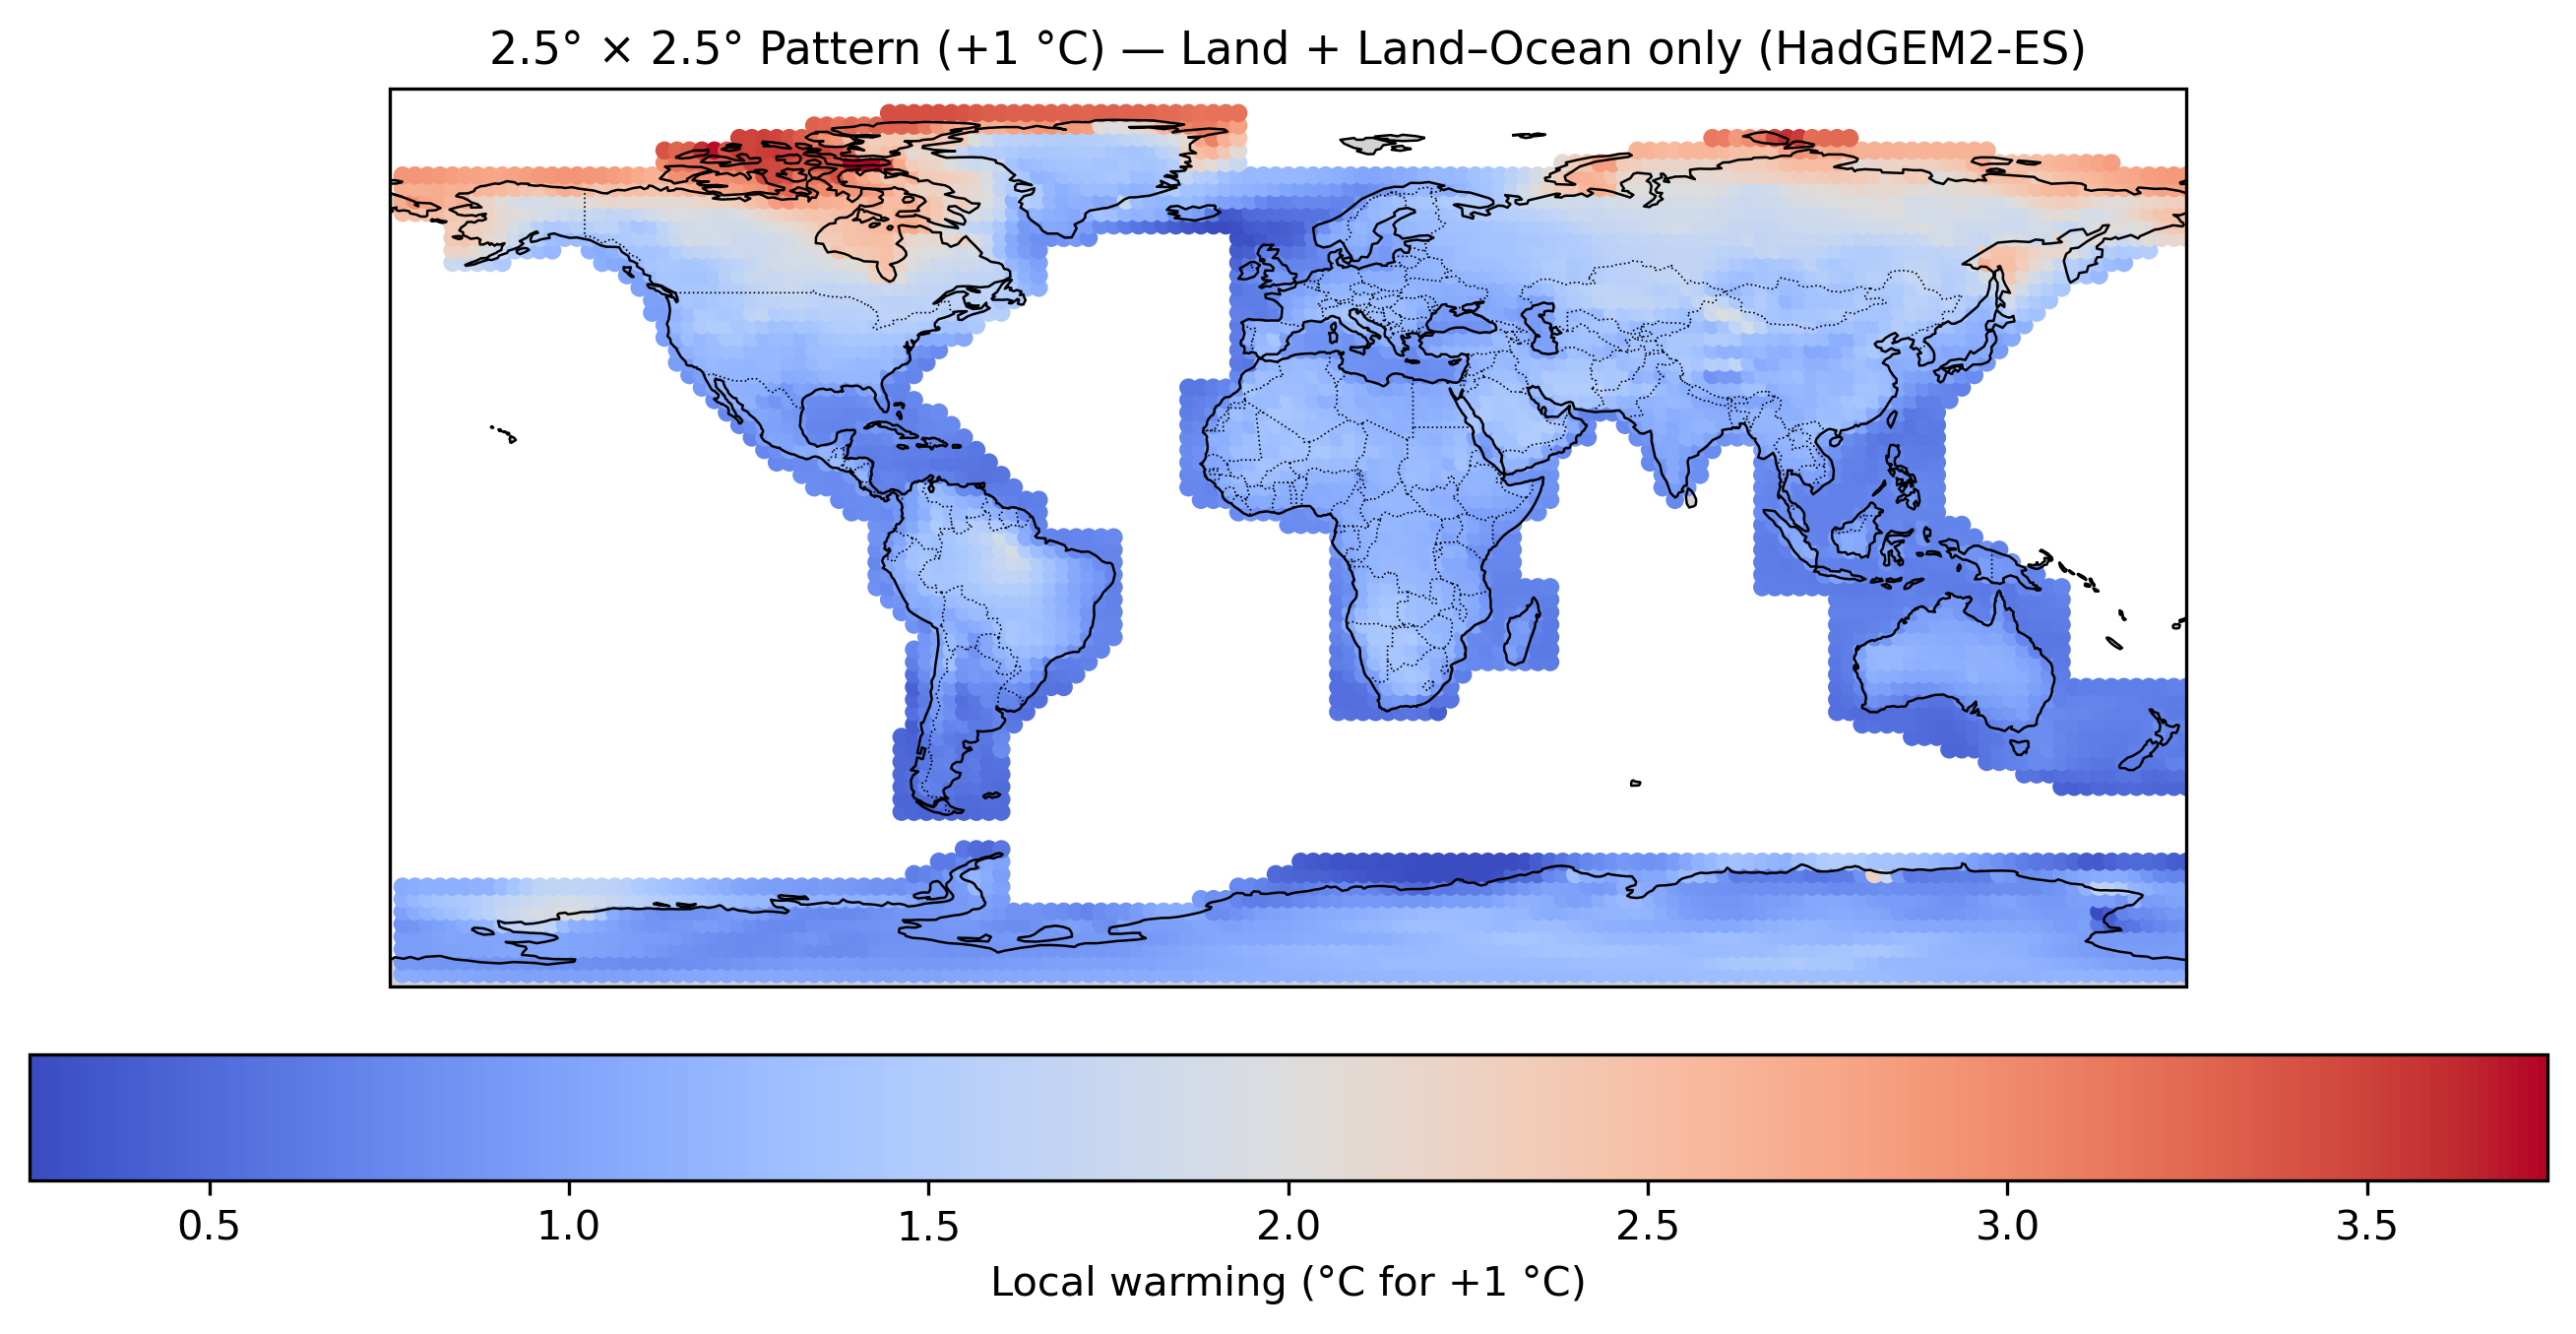 2.5° × 2.5° Pattern (+1 °C) — Land + Land–Ocean only (HadGEM2-ES)
0.5 1.0 1.5 2.0 2.5 3.0 3.5
Local warming (°C for +1 °C)